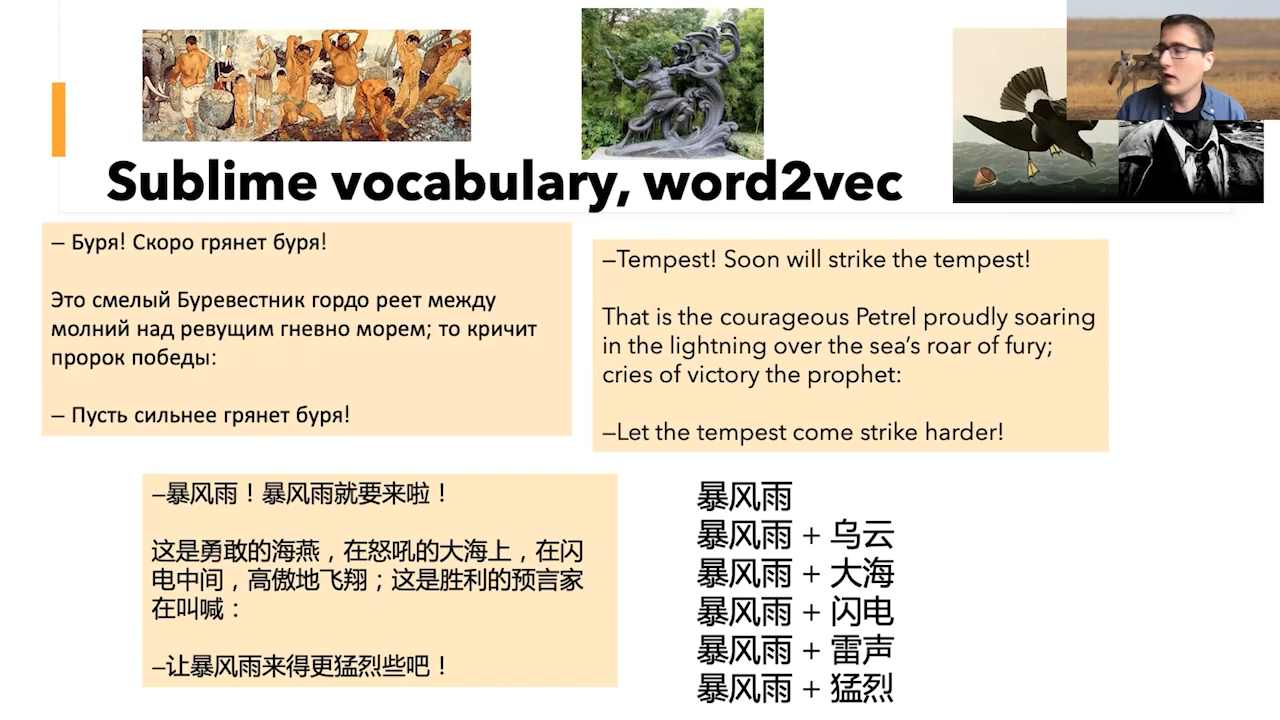 Sublime vocabulary, word2vec
– Буря! Скоро грянет буря!
Это смелый Буревестник гордо реет между
молний над ревущим гневно морем; то кричит
пророк победы:
– Пусть сильнее грянет буря!
–Tempest! Soon will strike the tempest!
That is the courageous Petrel proudly soaring
in the lightning over the sea’s roar of fury;
cries of victory the prophet:
–Let the tempest come strike harder!
–暴风雨！暴风雨就要来啦！
这是勇敢的海燕，在怒吼的大海上，在闪
电中间，高傲地飞翔；这是胜利的预言家
在叫喊：
–让暴风雨来得更猛烈些吧！
暴风雨
暴风雨 + 乌云
暴风雨 + 大海
暴风雨 + 闪电
暴风雨 + 雷声
暴风雨 + 猛烈